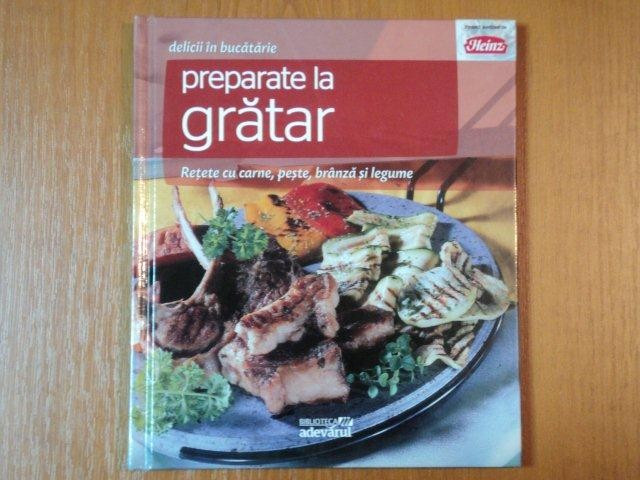 delicii în bucătărie
Heinz
preparate la
grătar
Rețete cu carne, pește, brânză și legume
BIBLIOTECA
adevărul